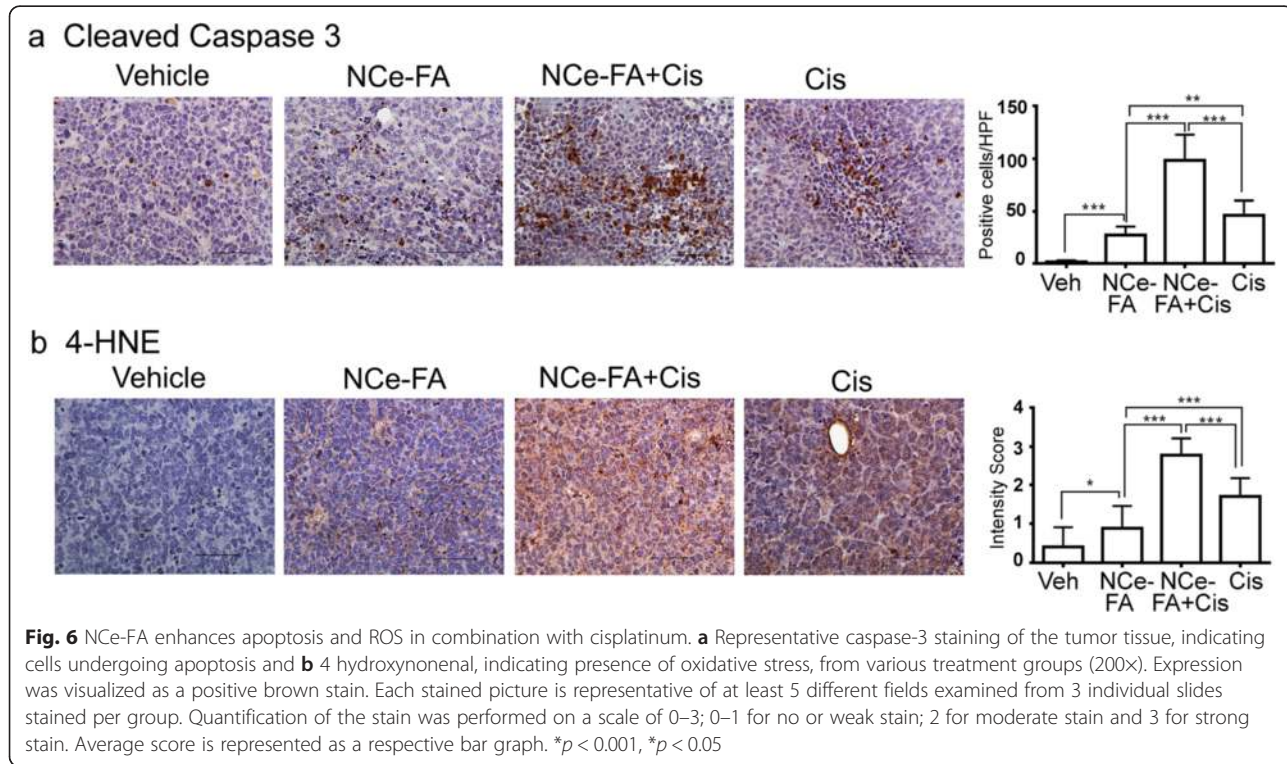 a Cleaved Caspase 3
Vehicle NCe-FA NCe-FA+Cis Cis
Positive cells/HPF
150
100
50
0
** 
*** ***
***
Veh NCe-FA NCe-FA+Cis Cis
b 4-HNE
Vehicle NCe-FA NCe-FA+Cis Cis
Intensity Score
4
3
2
1
0
***
*** ***
*
Veh NCe-FA NCe-FA+Cis Cis
Fig. 6 NCe-FA enhances apoptosis and ROS in combination with cisplatinum. a Representative caspase-3 staining of the tumor tissue, indicating
cells undergoing apoptosis and b 4 hydroxynonenal, indicating presence of oxidative stress, from various treatment groups (200×). Expression
was visualized as a positive brown stain. Each stained picture is representative of at least 5 different fields examined from 3 individual slides
stained per group. Quantification of the stain was performed on a scale of 0–3; 0–1 for no or weak stain; 2 for moderate stain and 3 for strong
stain. Average score is represented as a respective bar graph. *p < 0.001, *p < 0.05